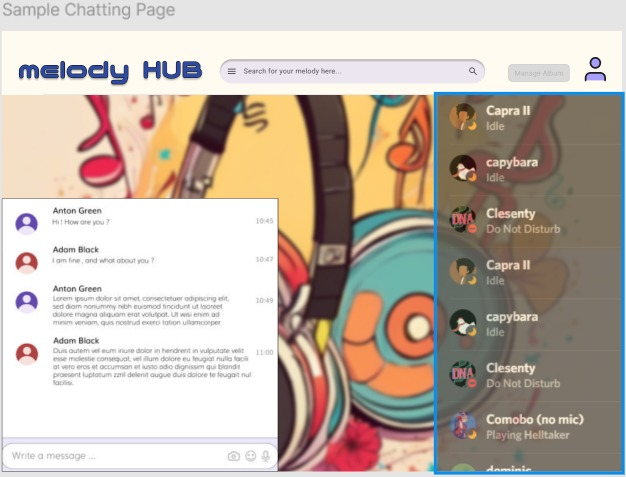 Sample Chatting Page
melody HUB
Search for your melody here...
Manage Album
Anton Green
Hi ! How are you ?
10:45
Adam Black
I am fine , and what about you ?
10:47
Anton Green
Lorem ipsum dolor sit amet, consectetuer adipiscing elit,
sed diam nonummy nibh euismod tincidunt ut laoreet
dolore magna aliquam erat volutpat. Ut wisi enim ad
minim veniam, quis nostrud exerci tation ullamcorper
10:49
Adam Black
Duis autem vel eum iriure dolor in hendrerit in vulputate velit
esse molestie consequat, vel illum dolore eu feugiat nulla facili
at vero eros et accumsan et iusto odio dignissim qui blandit
praesent luptatum zzril delenit augue duis dolore te feugait nul
facilisi.
11:00
Write a message ...
Capra II
Idle
capybara
Idle
DNA
Clesenty
Do Not Disturb
Capra II
Idle
capybara
Idle
DNA
Clesenty
Do Not Disturb
Comobo (no mic)
Playing Helltaker
dominic